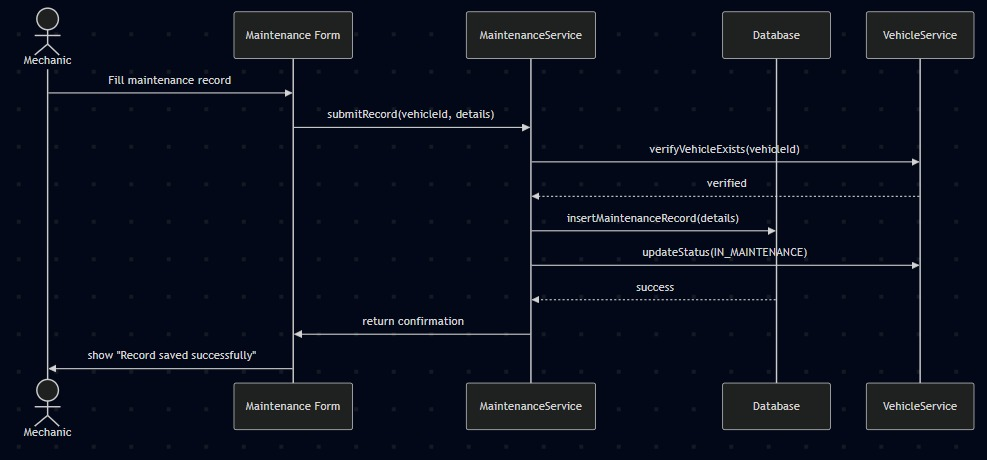 Maintenance Form
MaintenanceService
Database
VehicleService
Mechanic
Fill maintenance record
submitRecord(vehicleId, details)
verifyVehicleExists(vehicleId)
verified
insertMaintenanceRecord(details)
updateStatus(IN_MAINTENANCE)
success
return confirmation
show "Record saved successfully"
Maintenance Form
MaintenanceService
Database
VehicleService
Mechanic